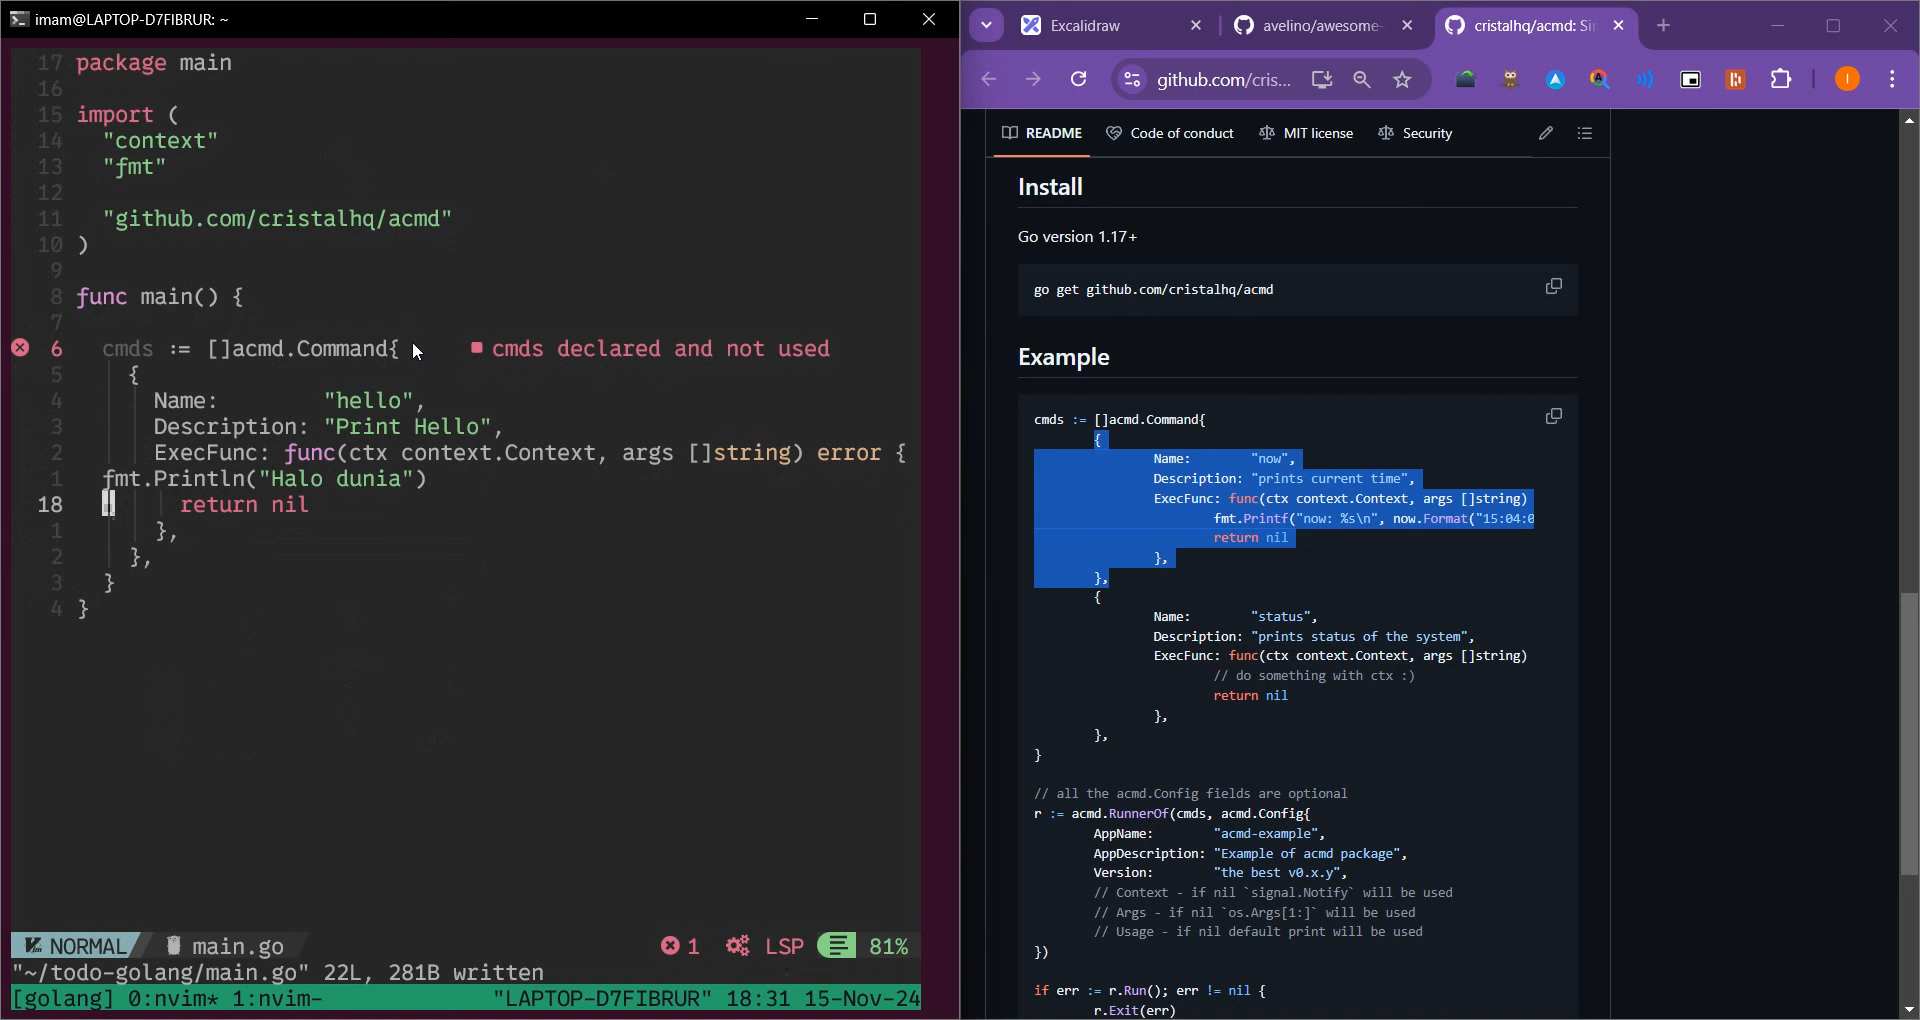 imam@LAPTOP-D7FIBRUR: ~
17 package main
16
15 import (
14 "context"
13 "fmt"
12
11 "github.com/cristalhq/acmd"
10 )
9
8 func main() {
7
6 cmds := []acmd.Command{ cmds declared and not used
5 {
4 Name: "hello",
3 Description: "Print Hello",
2 ExecFunc: func(ctx context.Context, args []string) error {
1 fmt.Println("Halo dunia")
18 return nil
1 },
2 },
3 }
4 }
NORMAL main.go 1 LSP 81%
"~/todo-golang/main.go" 22L, 281B written
[golang] 0:nvim* 1:nvim- "LAPTOP-D7FIBRUR" 18:31 15-Nov-24
Excalidraw
avelino/awesome-
cristalhq/acmd: Si
github.com/cris...
README Code of conduct MIT license Security
Install
Go version 1.17+
go get github.com/cristalhq/acmd
Example
cmds := []acmd.Command{
{
Name: "now",
Description: "prints current time",
ExecFunc: func(ctx context.Context, args []string)
fmt.Printf("now: %s\n", now.Format("15:04:0
return nil
},
},
{
Name: "status",
Description: "prints status of the system",
ExecFunc: func(ctx context.Context, args []string)
// do something with ctx :)
return nil
},
},
}
// all the acmd.Config fields are optional
r := acmd.RunnerOf(cmds, acmd.Config{
AppName: "acmd-example",
AppDescription: "Example of acmd package",
Version: "the best v0.x.y",
// Context - if nil `signal.Notify` will be used
// Args - if nil `os.Args[1:]` will be used
// Usage - if nil default print will be used
})
if err := r.Run(); err != nil {
r.Exit(err)